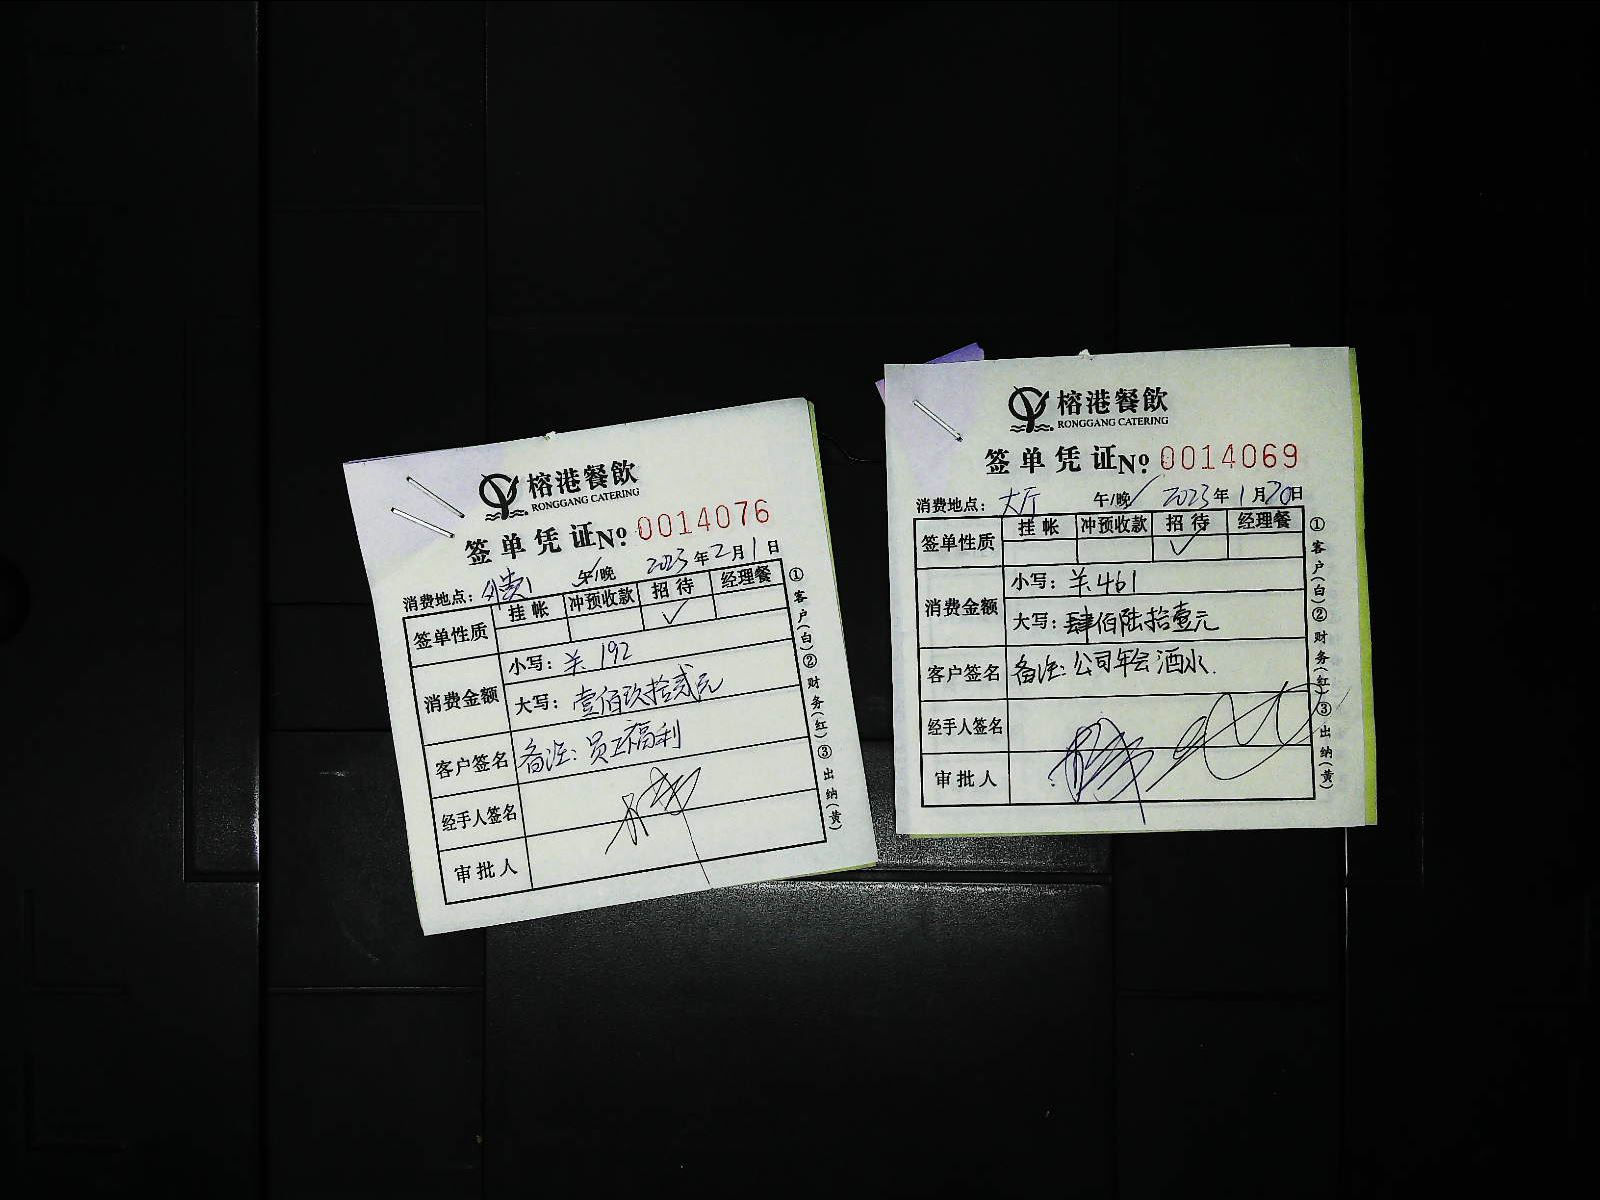 榕港餐飲
RONGGANG CATERING
签单凭证№ 0014076
消费地点: 外卖1 午/晚 2023年2月1日
签单性质 挂帐 冲预收款 招待 经理餐
✓
消费金额 小写: 羊 192
大写: 壹佰玖拾贰元
客户签名 备注: 员工福利
经手人签名
审批人
①客户(白)②财务(红)③出纳(黄)
榕港餐飲
RONGGANG CATERING
签单凭证№ 0014069
消费地点: 大厅 午/晚✓ 2023年1月20日
签单性质 挂帐 冲预收款 招待 经理餐
✓
消费金额 小写: 羊 461
大写: 肆佰陆拾壹元
客户签名 备注: 公司年会酒水.
经手人签名
审批人
①客户(白)②财务(红)③出纳(黄)